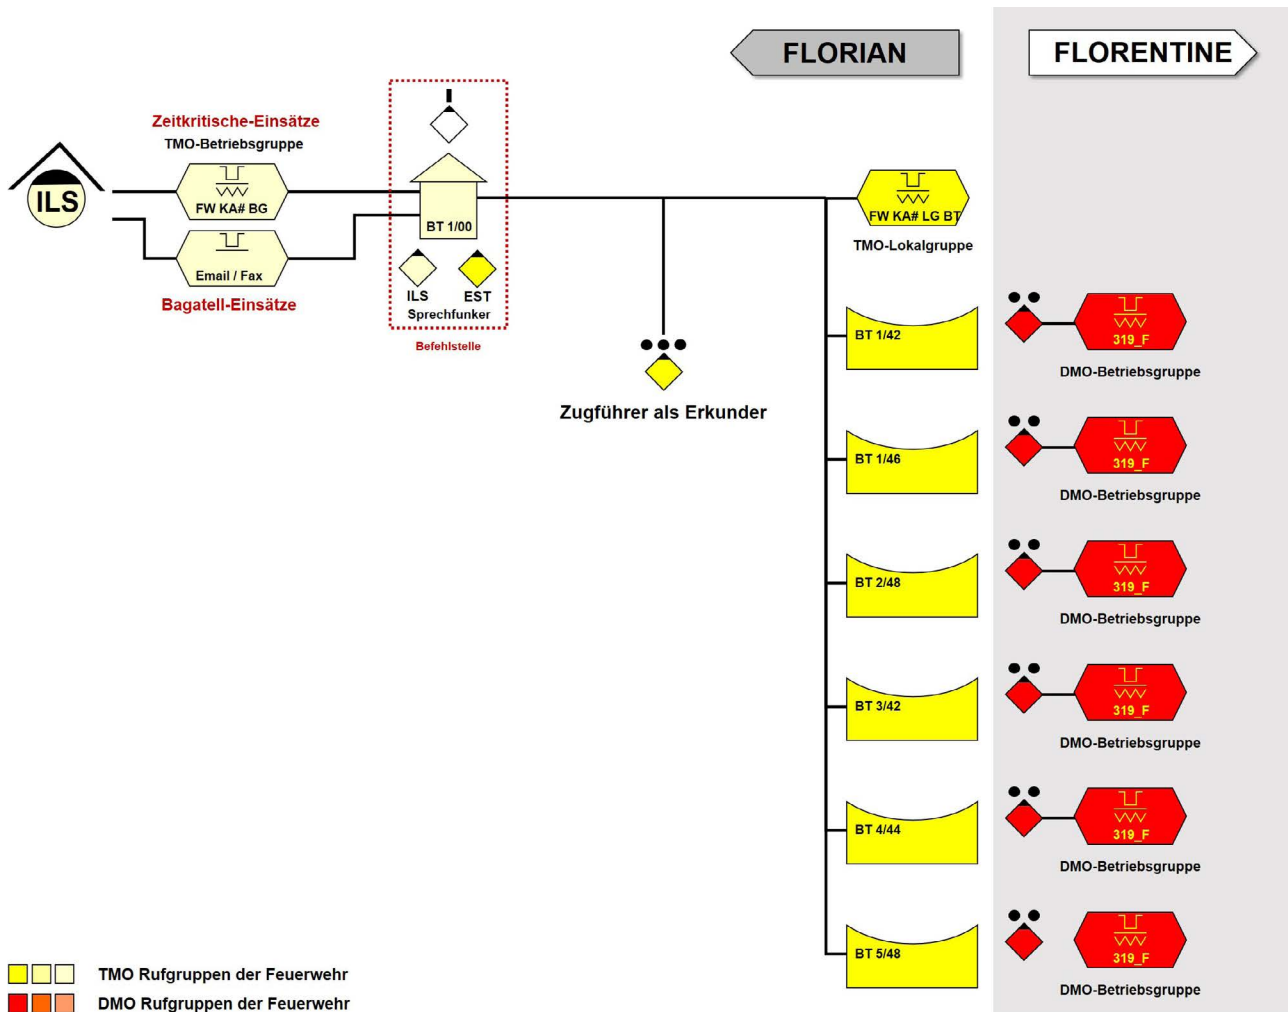 FLORIAN
FLORENTINE
Zeitkritische-Einsätze
TMO-Betriebsgruppe
ILS
FW KA# BG
BT 1/00
FW KA# LG BT
TMO-Lokalgruppe
Email / Fax
Bagatell-Einsätze
ILS
EST
Sprechfunker
Befehlstelle
Zugführer als Erkunder
BT 1/42
319_F
DMO-Betriebsgruppe
BT 1/46
319_F
DMO-Betriebsgruppe
BT 2/48
319_F
DMO-Betriebsgruppe
BT 3/42
319_F
DMO-Betriebsgruppe
BT 4/44
319_F
DMO-Betriebsgruppe
BT 5/48
319_F
DMO-Betriebsgruppe
TMO Rufgruppen der Feuerwehr
DMO Rufgruppen der Feuerwehr